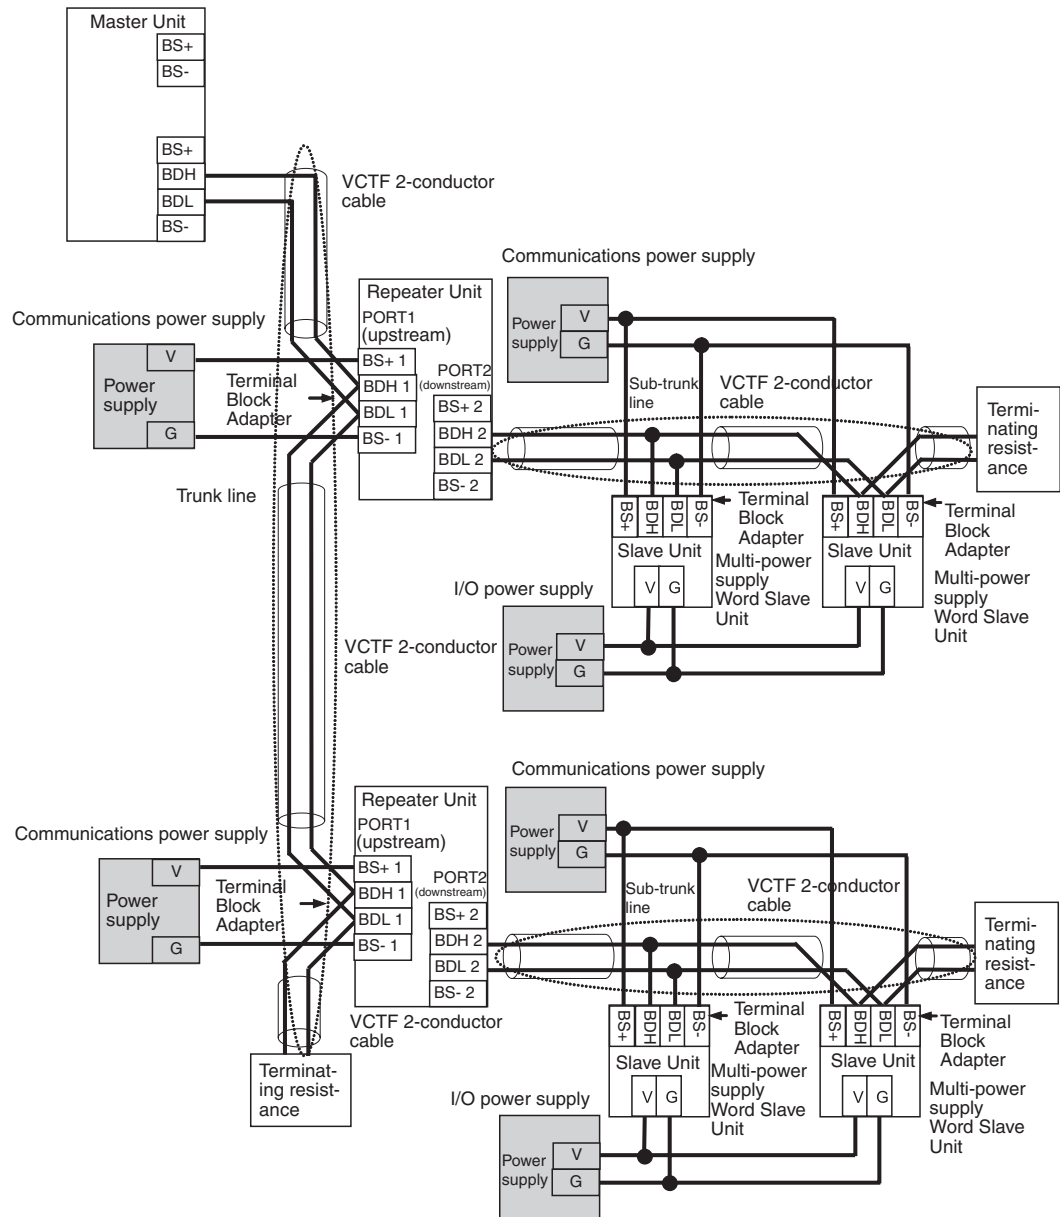 Master Unit
BS+
BS-
BS+
BDH
BDL
BS-
VCTF 2-conductor
cable
Communications power supply
V
G
Power
supply
Terminal
Block
Adapter
Repeater Unit
PORT1
(upstream)
BS+ 1
BDH 1
BDL 1
BS- 1
PORT2
(downstream)
BS+ 2
BDH 2
BDL 2
BS- 2
Communications power supply
Power
supply
V
G
Sub-trunk
line
VCTF 2-conductor
cable
Termi-
nating
resist-
ance
BS+
BDH
BDL
BS-
Slave Unit
V
G
Terminal
Block
Adapter
Multi-power
supply
Word Slave
Unit
BS+
BDH
BDL
BS-
Slave Unit
V
G
Terminal
Block
Adapter
Multi-power
supply
Word Slave
Unit
I/O power supply
Power
supply
V
G
Trunk line
VCTF 2-conductor
cable
Communications power supply
V
G
Power
supply
Terminal
Block
Adapter
Repeater Unit
PORT1
(upstream)
BS+ 1
BDH 1
BDL 1
BS- 1
PORT2
(downstream)
BS+ 2
BDH 2
BDL 2
BS- 2
Communications power supply
Power
supply
V
G
Sub-trunk
line
VCTF 2-conductor
cable
Termi-
nating
resist-
ance
BS+
BDH
BDL
BS-
Slave Unit
V
G
Terminal
Block
Adapter
Multi-power
supply
Word Slave
Unit
BS+
BDH
BDL
BS-
Slave Unit
V
G
Terminal
Block
Adapter
Multi-power
supply
Word Slave
Unit
VCTF 2-conductor
cable
Terminat-
ing resist-
ance
I/O power supply
Power
supply
V
G